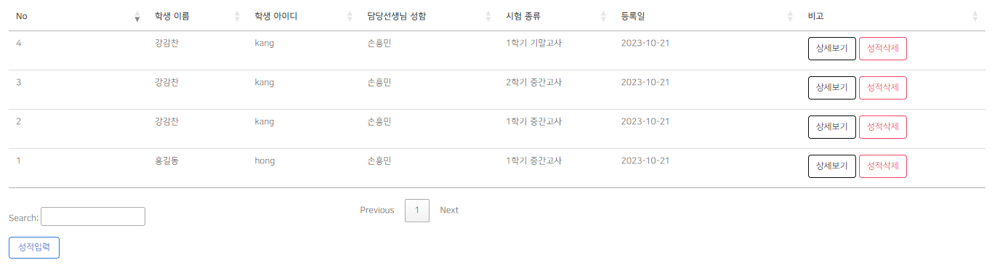 No 학생 이름 학생 아이디 담당선생님 성함 시험 종류 등록일 비고
4 강감찬 kang 손흥민 1학기 기말고사 2023-10-21 상세보기 성적삭제
3 강감찬 kang 손흥민 2학기 중간고사 2023-10-21 상세보기 성적삭제
2 강감찬 kang 손흥민 1학기 중간고사 2023-10-21 상세보기 성적삭제
1 홍길동 hong 손흥민 1학기 중간고사 2023-10-21 상세보기 성적삭제
Previous 1 Next
Search:
성적입력